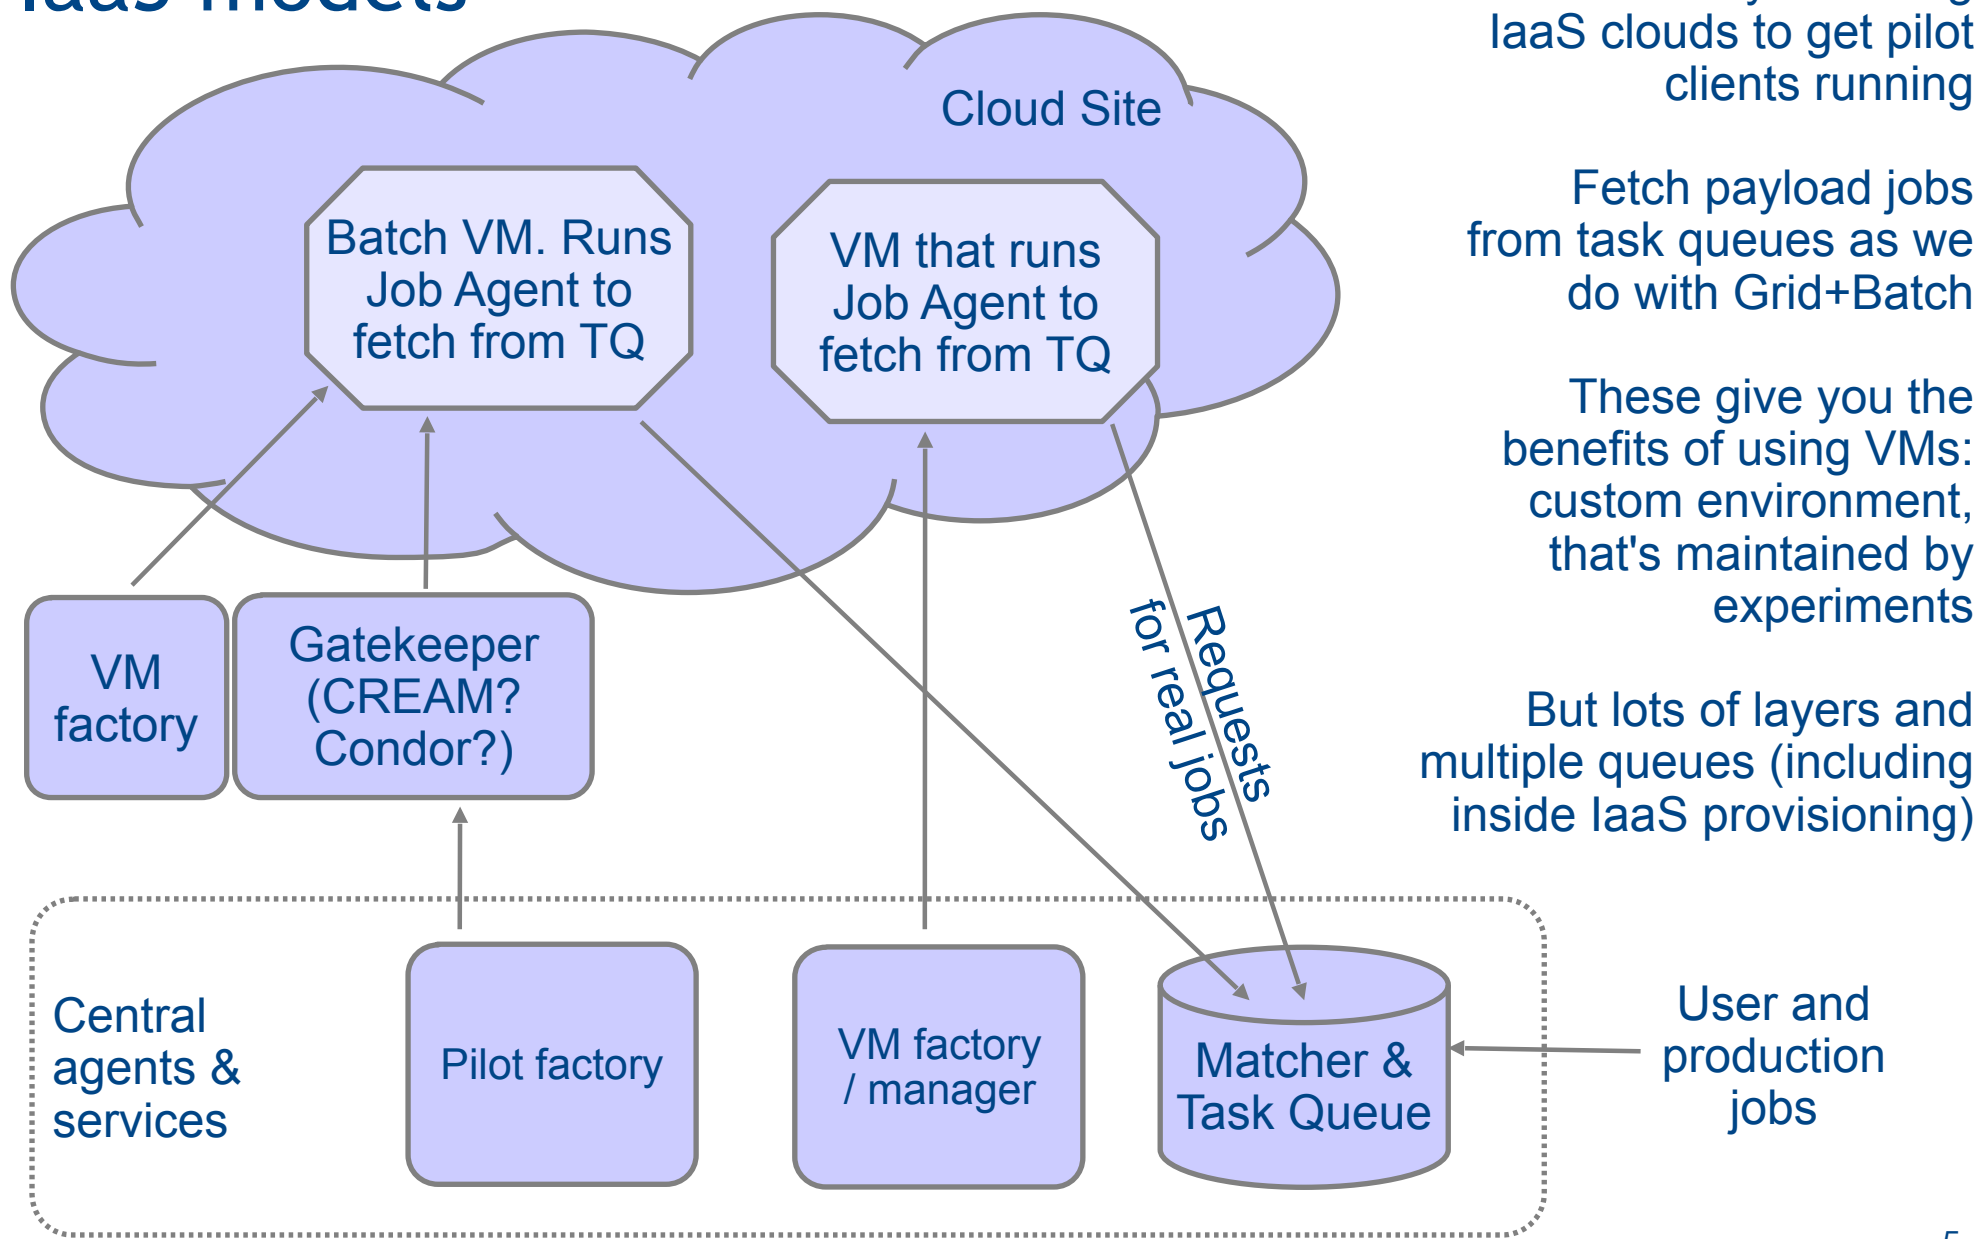 IaaS models
IaaS clouds to get pilot
clients running
Fetch payload jobs
from task queues as we
do with Grid+Batch
These give you the
benefits of using VMs:
custom environment,
that's maintained by
experiments
But lots of layers and
multiple queues (including
inside IaaS provisioning)
Cloud Site
Batch VM. Runs
Job Agent to
fetch from TQ
VM that runs
Job Agent to
fetch from TQ
VM
factory
Gatekeeper
(CREAM?
Condor?)
Requests
for real jobs
Central
agents &
services
Pilot factory
VM factory
/ manager
Matcher &
Task Queue
User and
production
jobs
5